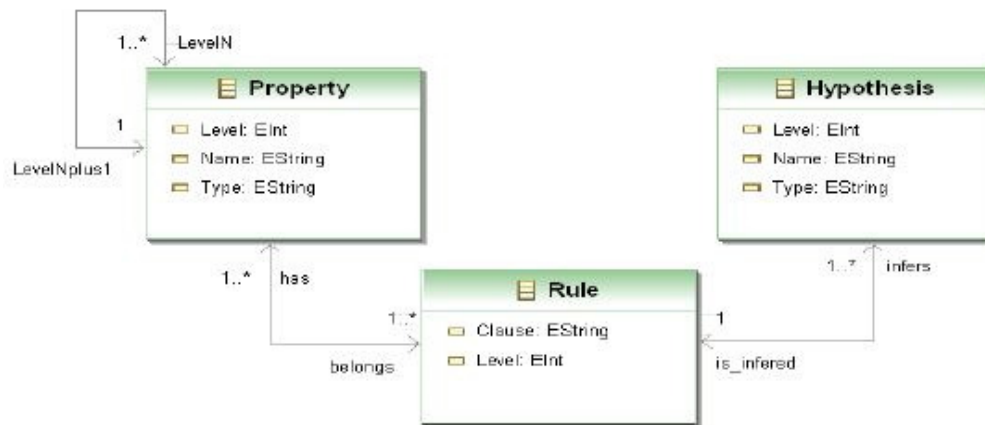 1..* LevelN
Property
Level: EInt
Name: EString
Type: EString
1
LevelNplus1
Hypothesis
Level: EInt
Name: EString
Type: EString
1..* has
1..* infers
Rule
Clause: EString
Level: EInt
1..*
belongs
1
is_infered